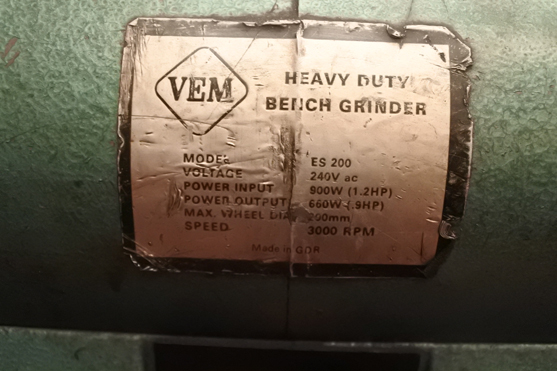 VEM
HEAVY DUTY
BENCH GRINDER
MODEL ES 200
VOLTAGE 240V ac
POWER INPUT 900W (1.2HP)
POWER OUTPUT 660W (.9HP)
MAX. WHEEL DIA. 200mm
SPEED 3000 RPM
Made in GDR